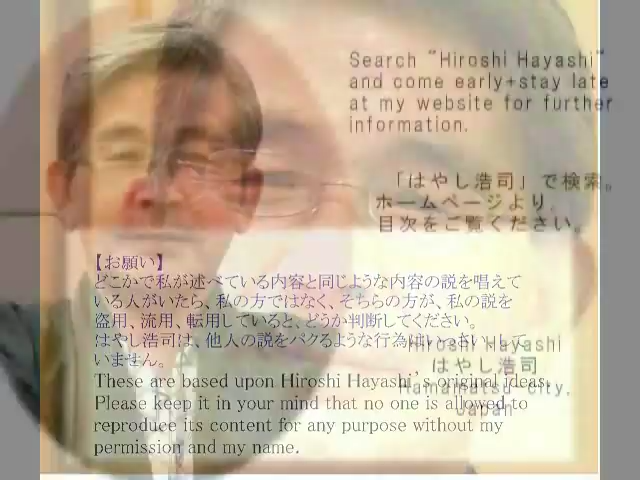 Search "Hiroshi Hayashi"
and come early+stay late
at my website for further
information.
「はやし浩司」で検索。
ホームページより、
目次をご覧ください。
【お願い】
どこかで私が述べている内容と同じような内容の説を唱えて
いる人がいたら、私の方ではなく、そちらの方が、私の説を
盗用、流用、転用していると、どうか判断してください。
はやし浩司は、他人の説をパクるような行為はいっさい、して
いません。
These are based upon Hiroshi Hayashi's original ideas.
Please keep it in your mind that no one is allowed to
reproduce its content for any purpose without my
permission and my name.
Hiroshi Hayashi
はやし浩司
Hamamatsu city,
Japan